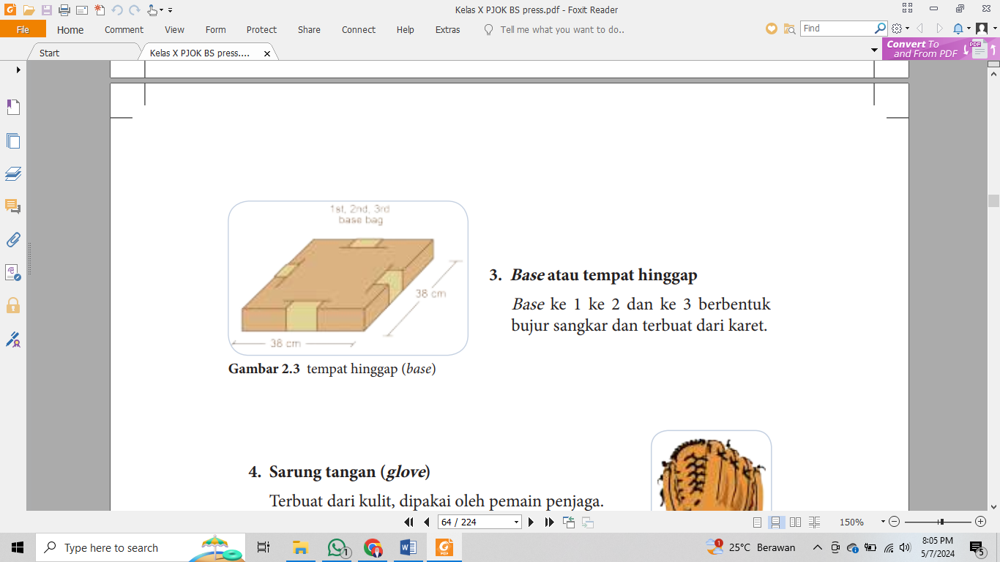 Kelas X PJOK BS press.pdf - Foxit Reader
File Home Comment View Form Protect Share Connect Help Extras Tell me what you want to do.. Find
Start Kelas X PJOK BS press.... Convert To and From PDF
1st, 2nd, 3rd
base bag
38 cm
38 cm
Gambar 2.3 tempat hinggap (base)
3. Base atau tempat hinggap
Base ke 1 ke 2 dan ke 3 berbentuk
bujur sangkar dan terbuat dari karet.
4. Sarung tangan (glove)
Terbuat dari kulit, dipakai oleh pemain penjaga.
64 / 224 150%
Type here to search 1 PDF 1 25°C Berawan 8:05 PM
5/7/2024 5